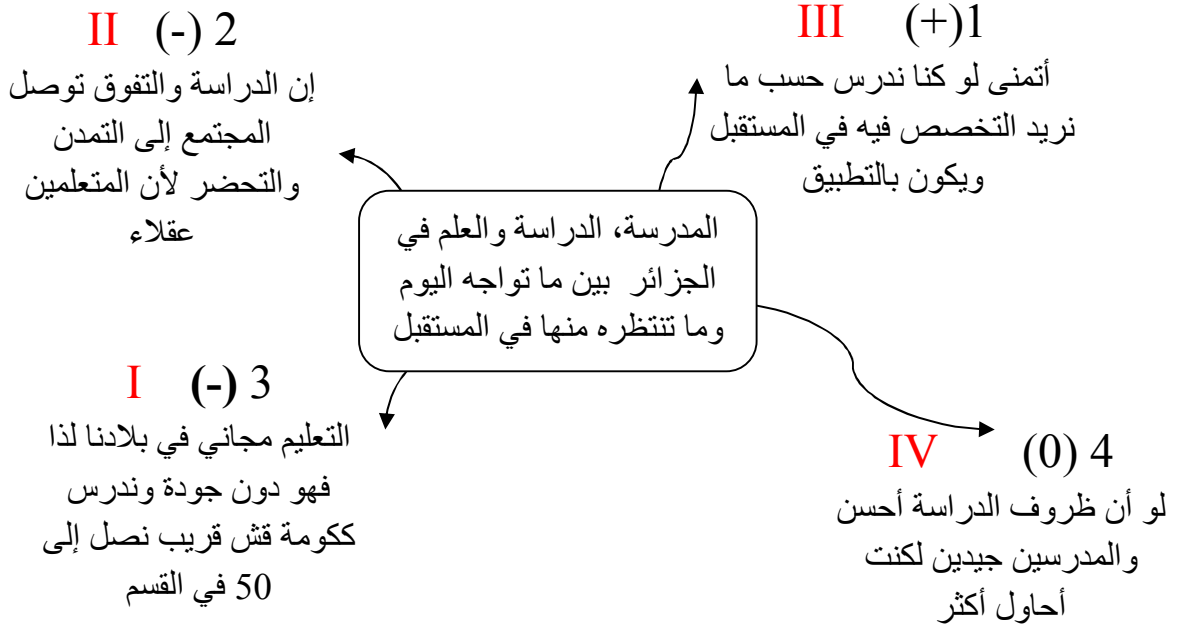 III (+)1
أتمنى لو كنا ندرس حسب ما
نريد التخصص فيه في المستقبل
ويكون بالتطبيق
II (-) 2
إن الدراسة والتفوق توصل
المجتمع إلى التمدن
والتحضر لأن المتعلمين
عقلاء
المدرسة، الدراسة والعلم في
الجزائر بين ما تواجه اليوم
وما تنتظره منها في المستقبل
I (-) 3
التعليم مجاني في بلادنا لذا
فهو دون جودة وندرس
ككومة قش قريب نصل إلى
50 في القسم
IV (0) 4
لو أن ظروف الدراسة أحسن
والمدرسين جيدين لكنت
أحاول أكثر